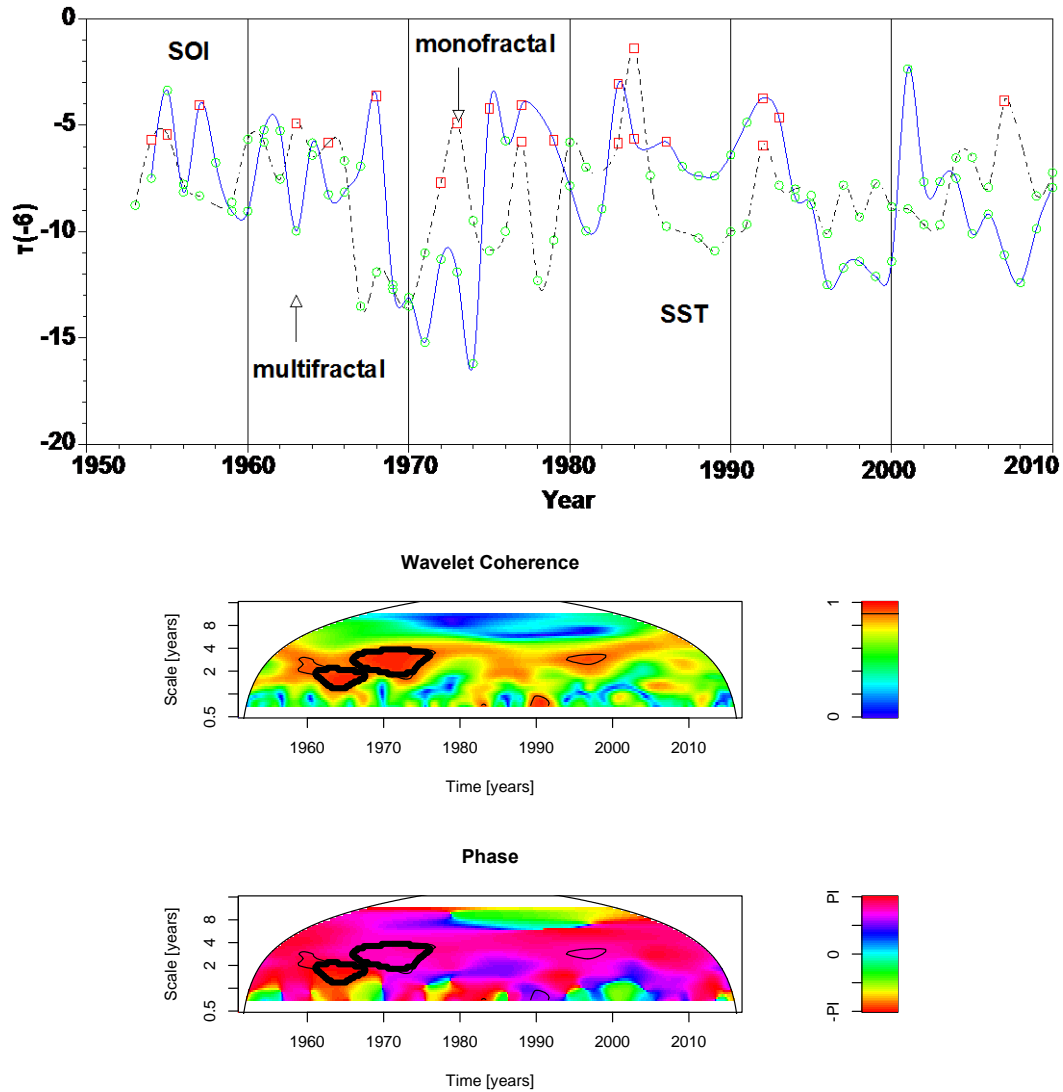 0
SOI
monofractal
-5
τ(-6)
-10
SST
-15
multifractal
-20
1950 1960 1970 1980 1990 2000 2010
Year
Wavelet Coherence
Scale [years]
8
4
2
0.5
1
0
1960 1970 1980 1990 2000 2010
Time [years]
Phase
Scale [years]
8
4
2
0.5
PI
0
-PI
1960 1970 1980 1990 2000 2010
Time [years]